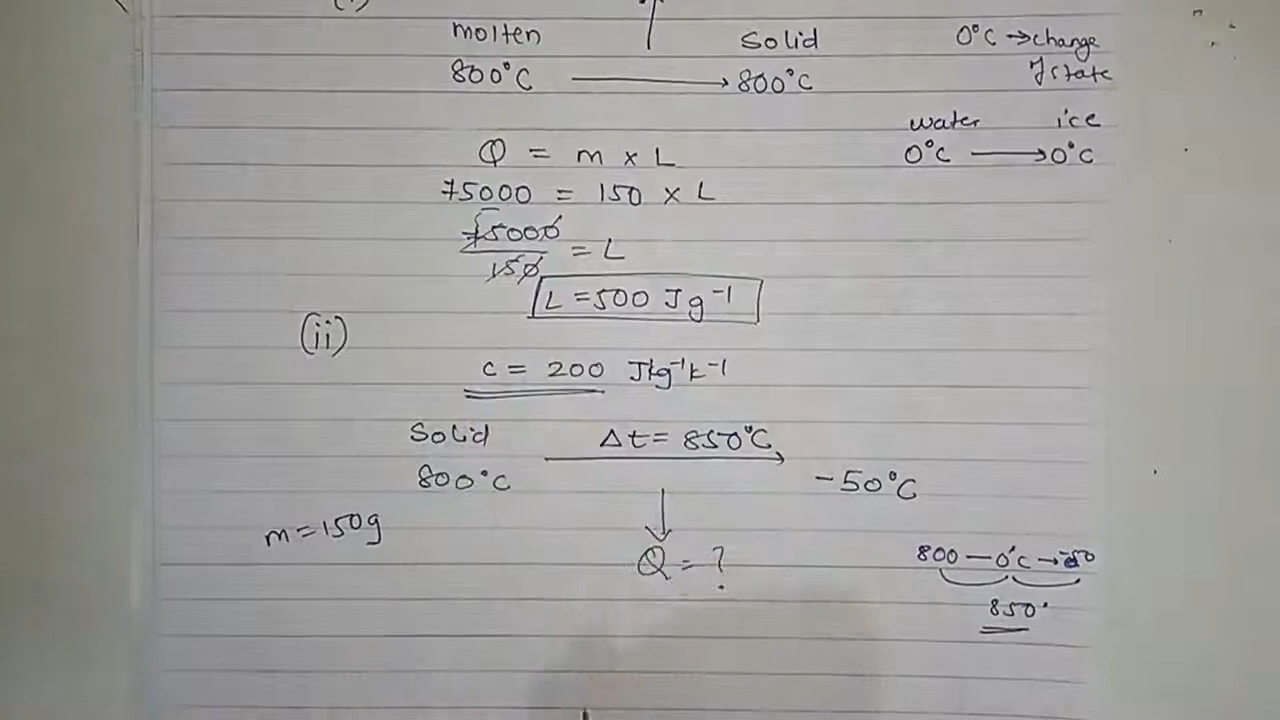 (i)
molten solid
800°C → 800°C
0°C → change
of state
water ice
0°C → 0°C
Q = m x L
75000 = 150 x L
75000 / 150 = L
L = 500 Jg⁻¹
(ii)
c = 200 Jkg⁻¹k⁻¹
Solid Δt = 850°C
800°C → -50°C
m = 150g
Q = ?
800 — 0°C → -50
850°